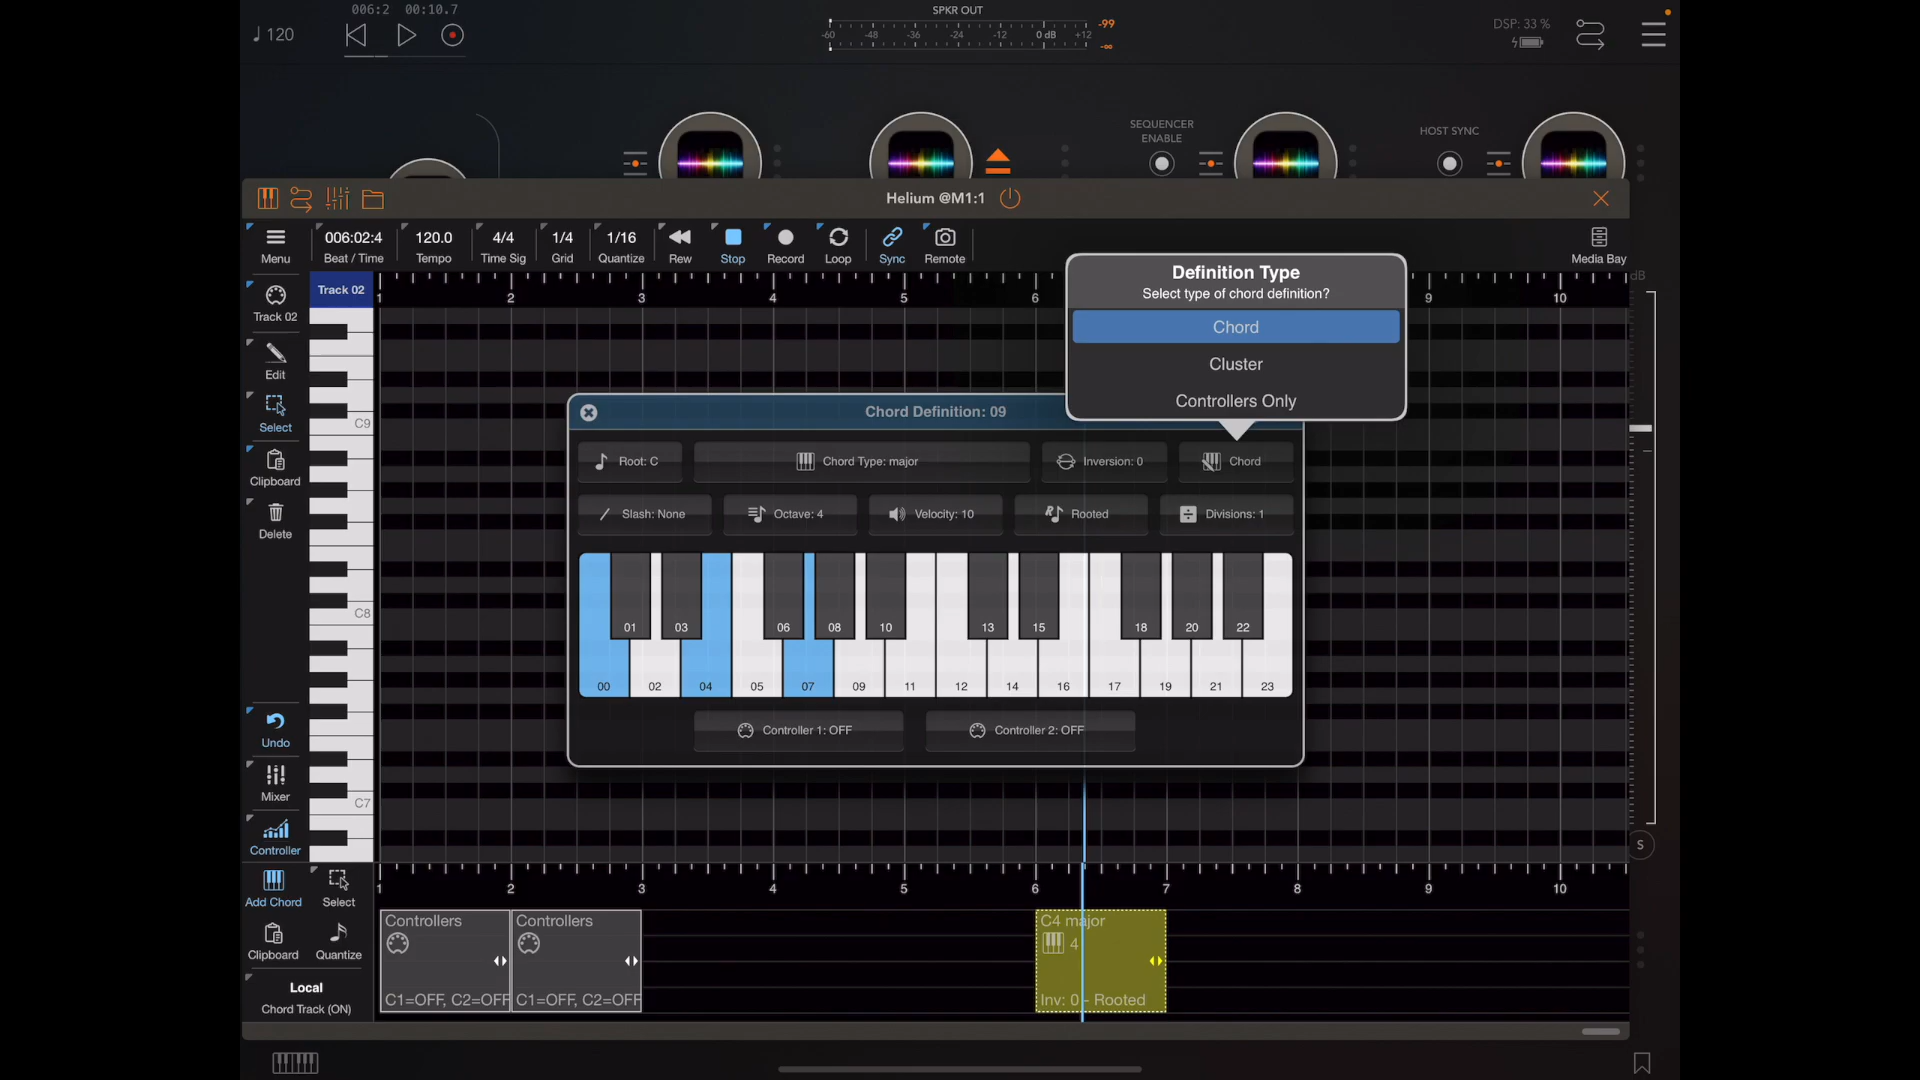 006:2 00:10.7
120
SPKR OUT
-60 -48 -36 -24 -12 0 dB +12
-99
-∞
DSP: 33 %
SEQUENCER
ENABLE
HOST SYNC
Helium @M1:1
Menu
006:02:4
Beat / Time
120.0
Tempo
4/4
Time Sig
1/4
Grid
1/16
Quantize
Rew
Stop
Record
Loop
Sync
Remote
Media Bay
Definition Type
Select type of chord definition?
Chord
Cluster
Controllers Only
Track 02
1 2 3 4 5 6 9 10
dB
Track 02
Edit
Select
Clipboard
Delete
C9
C8
C7
Chord Definition: 09
Root: C
Chord Type: major
Inversion: 0
Chord
Slash: None
Octave: 4
Velocity: 10
Rooted
Divisions: 1
01 03 06 08 10 13 15 18 20 22
00 02 04 05 07 09 11 12 14 16 17 19 21 23
Controller 1: OFF
Controller 2: OFF
Undo
Mixer
Controller
S
Add Chord
Select
1 2 3 4 5 6 7 8 9 10
Clipboard
Quantize
Local
Chord Track (ON)
Controllers
C1=OFF, C2=OFF
Controllers
C1=OFF, C2=OFF
C4 major
4
Inv: 0 - Rooted